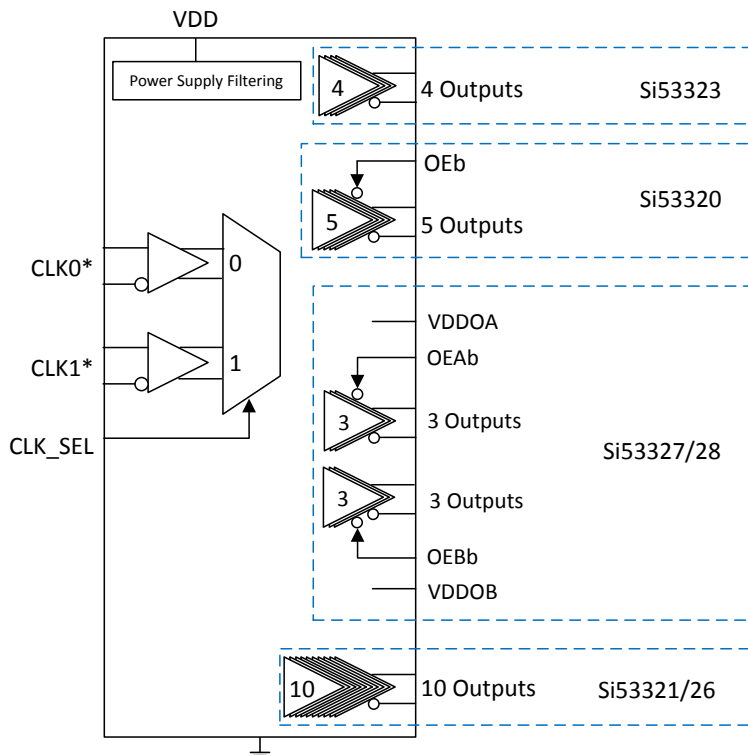 VDD
Power Supply Filtering
4
4 Outputs
Si53323
OEb
5
5 Outputs
Si53320
CLK0*
0
CLK1*
1
CLK_SEL
VDDOA
OEAb
3
3 Outputs
Si53327/28
3
3 Outputs
OEBb
VDDOB
10
10 Outputs
Si53321/26